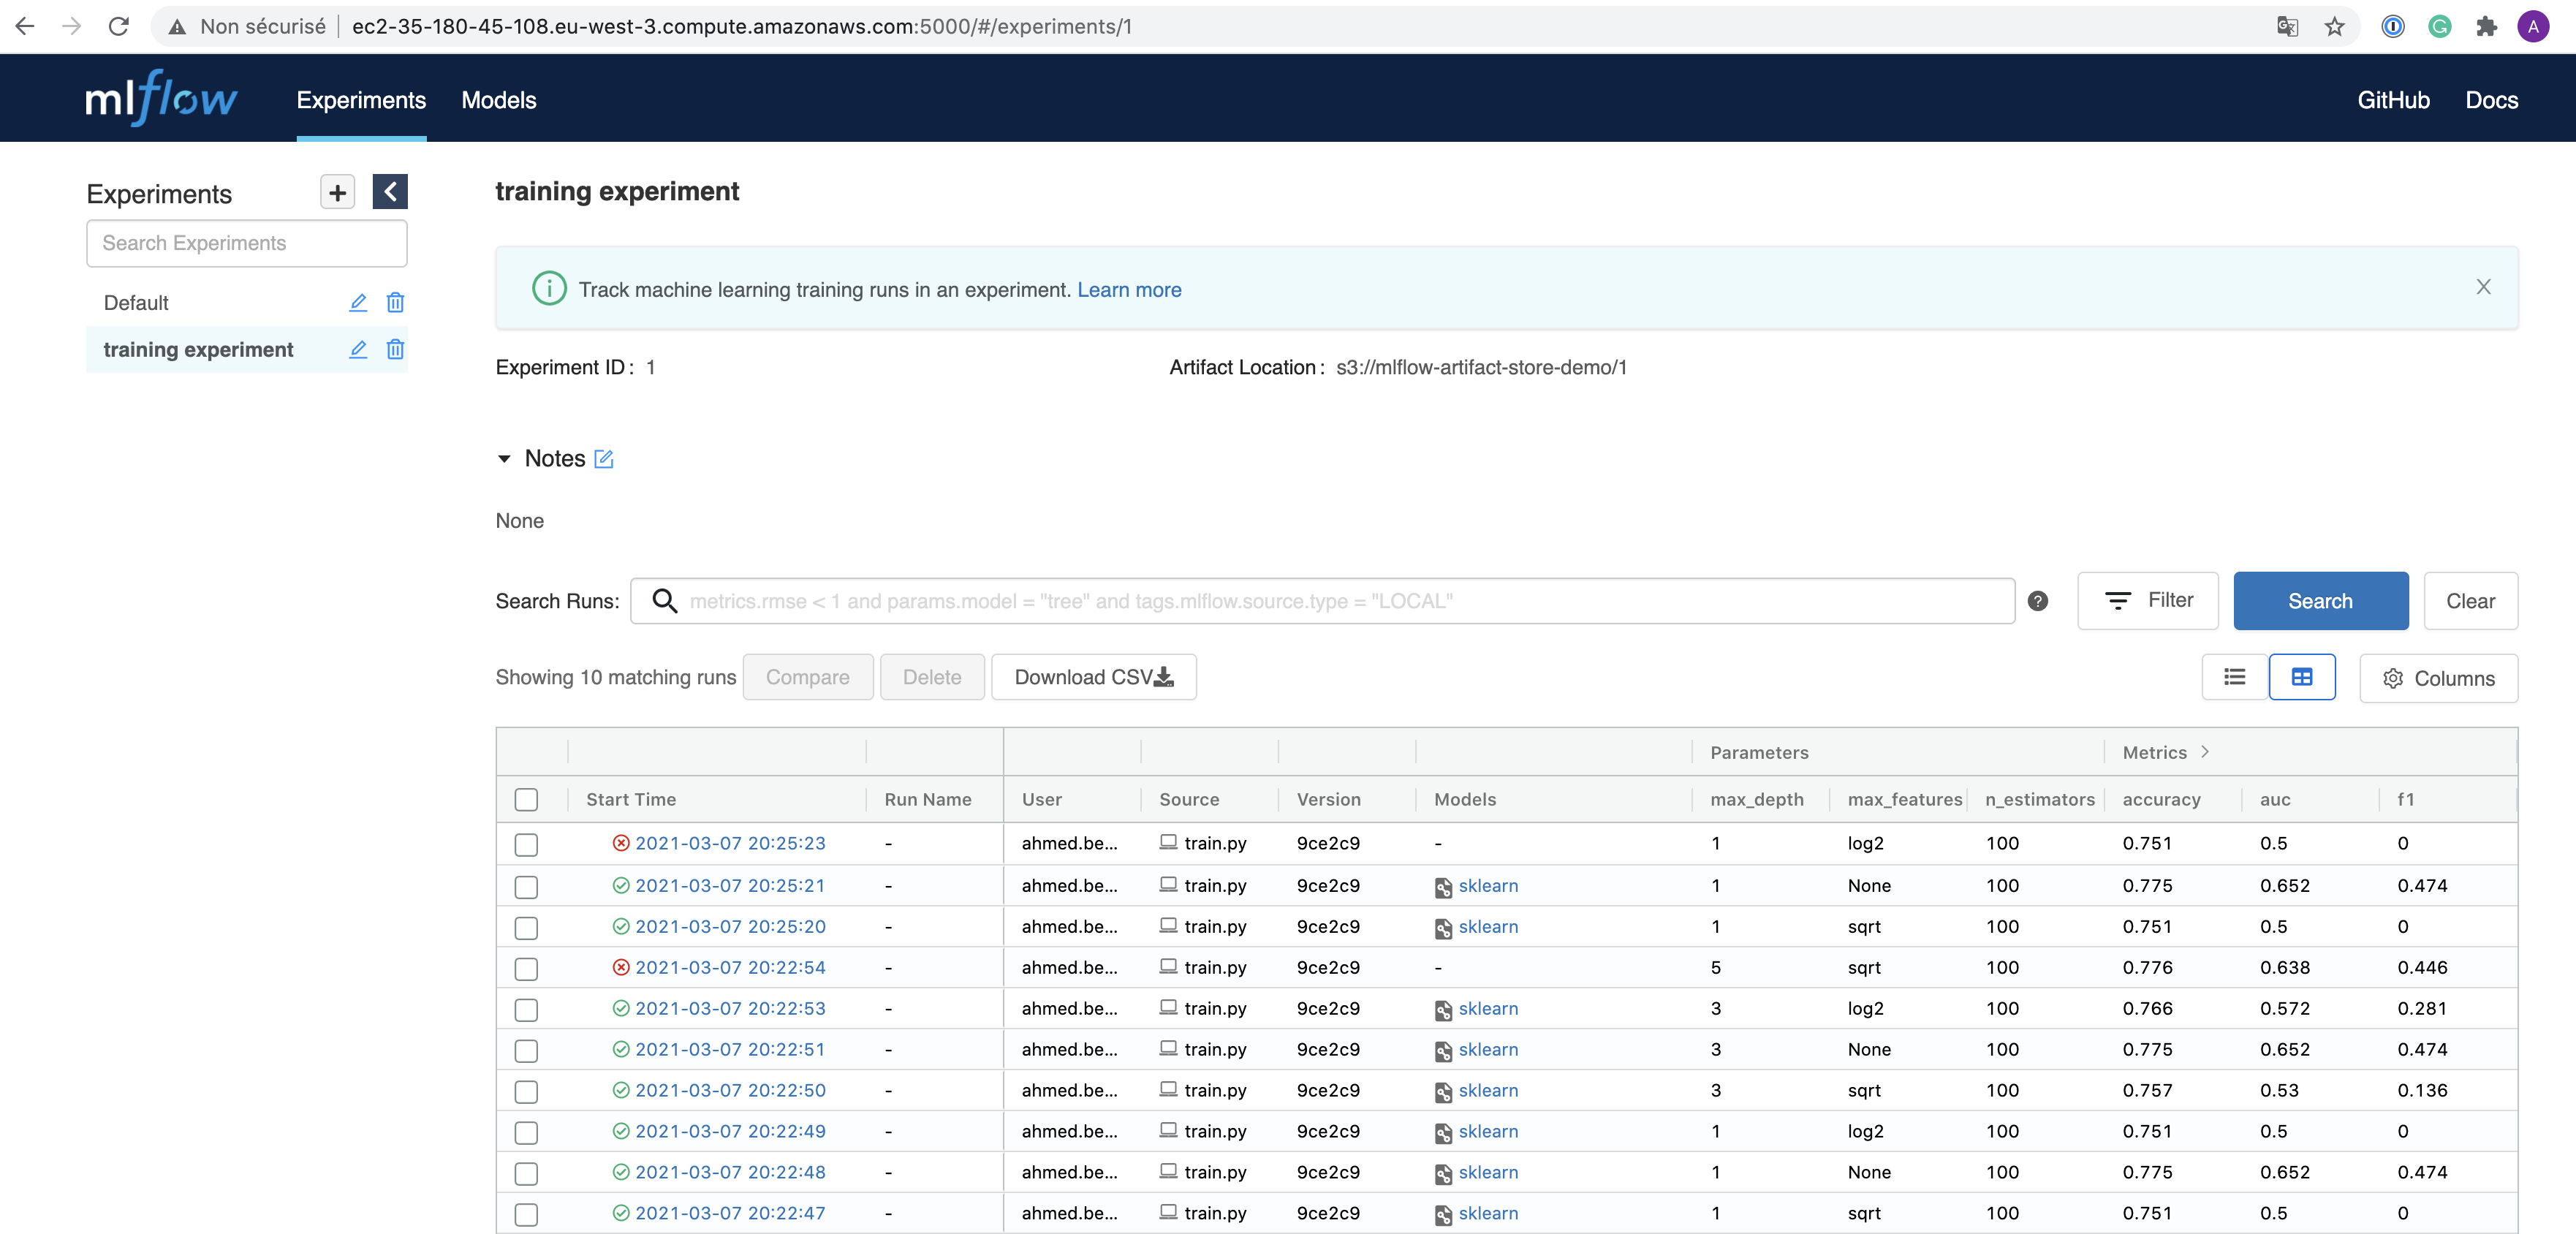 Non sécurisé ec2-35-180-45-108.eu-west-3.compute.amazonaws.com:5000/#/experiments/1 A
mlflow Experiments Models GitHub Docs
Experiments +
Search Experiments
Default
training experiment
training experiment
Track machine learning training runs in an experiment. Learn more
Experiment ID : 1 Artifact Location : s3://mlflow-artifact-store-demo/1
Notes
None
Search Runs: metrics.rmse < 1 and params.model = "tree" and tags.mlflow.source.type = "LOCAL" ? Filter Search Clear
Showing 10 matching runs Compare Delete Download CSV Columns
Parameters Metrics >
Start Time Run Name User Source Version Models max_depth max_features n_estimators accuracy auc f1
2021-03-07 20:25:23 - ahmed.be... train.py 9ce2c9 - 1 log2 100 0.751 0.5 0
2021-03-07 20:25:21 - ahmed.be... train.py 9ce2c9 sklearn 1 None 100 0.775 0.652 0.474
2021-03-07 20:25:20 - ahmed.be... train.py 9ce2c9 sklearn 1 sqrt 100 0.751 0.5 0
2021-03-07 20:22:54 - ahmed.be... train.py 9ce2c9 - 5 sqrt 100 0.776 0.638 0.446
2021-03-07 20:22:53 - ahmed.be... train.py 9ce2c9 sklearn 3 log2 100 0.766 0.572 0.281
2021-03-07 20:22:51 - ahmed.be... train.py 9ce2c9 sklearn 3 None 100 0.775 0.652 0.474
2021-03-07 20:22:50 - ahmed.be... train.py 9ce2c9 sklearn 3 sqrt 100 0.757 0.53 0.136
2021-03-07 20:22:49 - ahmed.be... train.py 9ce2c9 sklearn 1 log2 100 0.751 0.5 0
2021-03-07 20:22:48 - ahmed.be... train.py 9ce2c9 sklearn 1 None 100 0.775 0.652 0.474
2021-03-07 20:22:47 - ahmed.be... train.py 9ce2c9 sklearn 1 sqrt 100 0.751 0.5 0